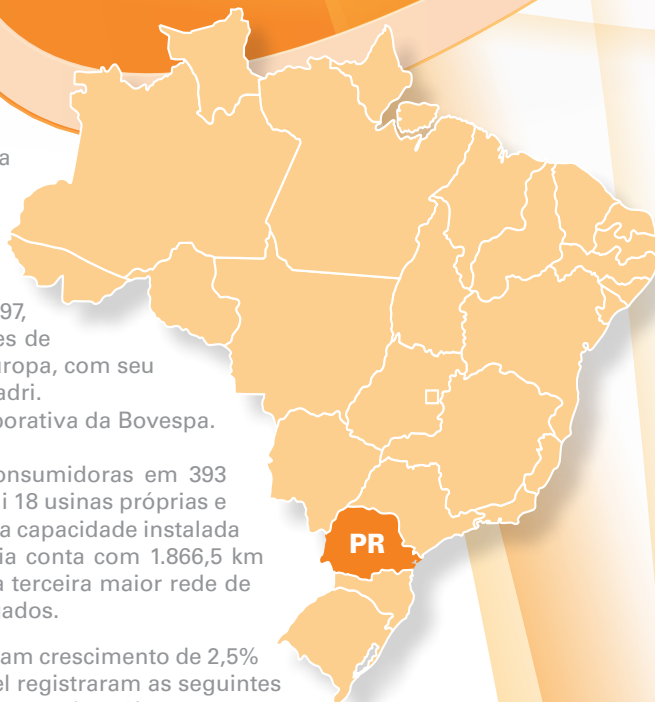 a
97,
es de
uropa, com seu
adri.
porativa da Bovespa.
onsumidoras em 393
i 18 usinas próprias e
a capacidade instalada
ia conta com 1.866,5 km
a terceira maior rede de
gados.
am crescimento de 2,5%
el registraram as seguintes
PR